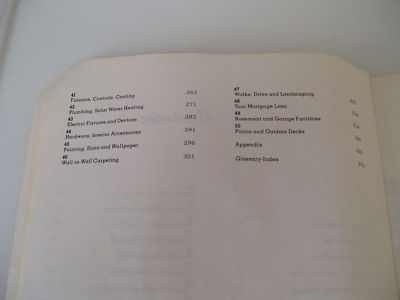 41
Furnace, Controls, Cooling 263
42
Plumbing, Solar Water Heating 271
43
Electric Fixtures and Devices 282
44
Hardware, Interior Accessories 291
45
Painting, Stain and Wallpaper 296
46
Wall-to-Wall Carpeting 301
47
Walks, Drive and Landscaping
48
Your Mortgage Loan
49
Basement and Garage Facilities
50
Patios and Outdoor Decks
Appendix
Glossary-Index